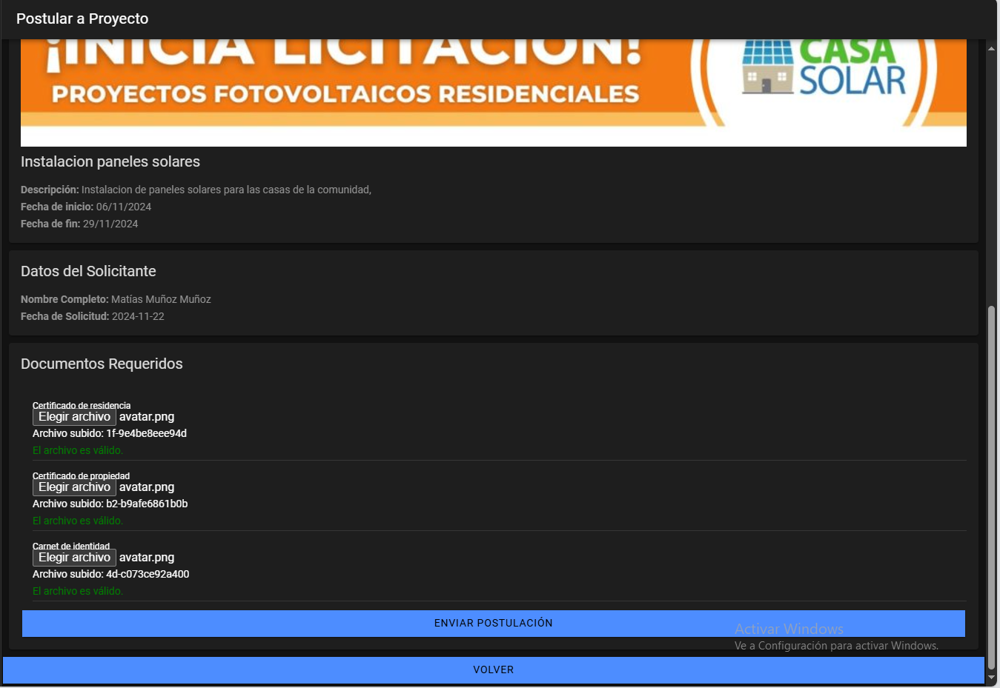 Postular a Proyecto
¡INICIA LICITACIÓN!
PROYECTOS FOTOVOLTAICOS RESIDENCIALES
CASA
SOLAR
Instalacion paneles solares
Descripción: Instalacion de paneles solares para las casas de la comunidad,
Fecha de inicio: 06/11/2024
Fecha de fin: 29/11/2024
Datos del Solicitante
Nombre Completo: Matías Muñoz Muñoz
Fecha de Solicitud: 2024-11-22
Documentos Requeridos
Certificado de residencia
Elegir archivo avatar.png
Archivo subido: 1f-9e4be8eee94d
El archivo es válido.
Certificado de propiedad
Elegir archivo avatar.png
Archivo subido: b2-b9afe6861b0b
El archivo es válido.
Carnet de identidad
Elegir archivo avatar.png
Archivo subido: 4d-c073ce92a400
El archivo es válido.
ENVIAR POSTULACIÓN
Activar Windows
Ve a Configuración para activar Windows.
VOLVER